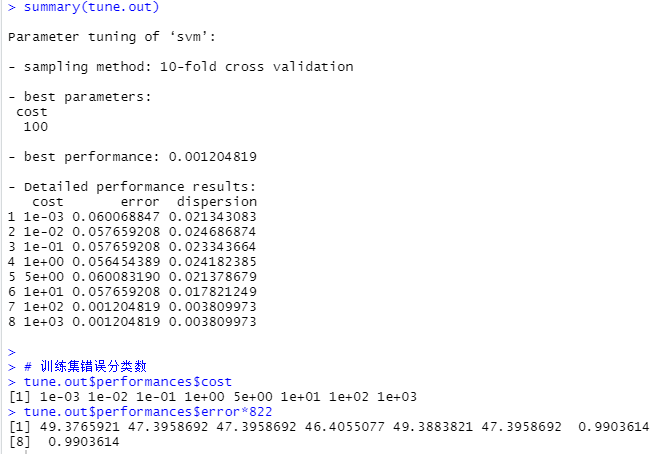 > summary(tune.out)
Parameter tuning of ‘svm’:
- sampling method: 10-fold cross validation
- best parameters:
 cost
  100
- best performance: 0.001204819
- Detailed performance results:
   cost       error  dispersion
1 1e-03 0.060068847 0.021343083
2 1e-02 0.057659208 0.024686874
3 1e-01 0.057659208 0.023343664
4 1e+00 0.056454389 0.024182385
5 5e+00 0.060083190 0.021378679
6 1e+01 0.057659208 0.017821249
7 1e+02 0.001204819 0.003809973
8 1e+03 0.001204819 0.003809973
>
> # 训练集错误分类数
> tune.out$performances$cost
[1] 1e-03 1e-02 1e-01 1e+00 5e+00 1e+01 1e+02 1e+03
> tune.out$performances$error*822
[1] 49.3765921 47.3958692 47.3958692 46.4055077 49.3883821 47.3958692  0.9903614
[8]  0.9903614